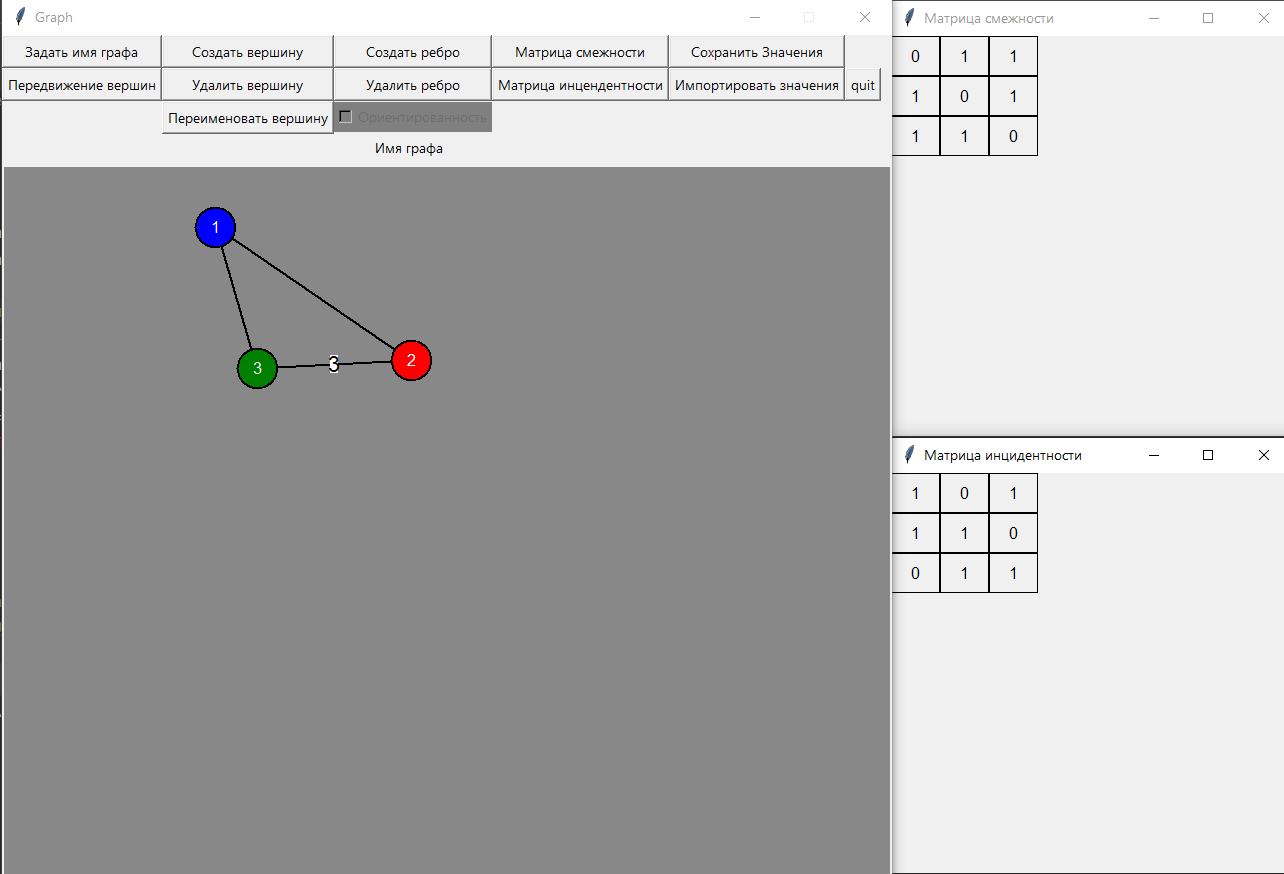 Graph
Задать имя графа Создать вершину Создать ребро Матрица смежности Сохранить Значения
Передвижение вершин Удалить вершину Удалить ребро Матрица инцендентности Импортировать значения quit
Переименовать вершину Ориентированность
Имя графа
1
3 3 2
Матрица смежности
0 1 1
1 0 1
1 1 0
Матрица инцидентности
1 0 1
1 1 0
0 1 1